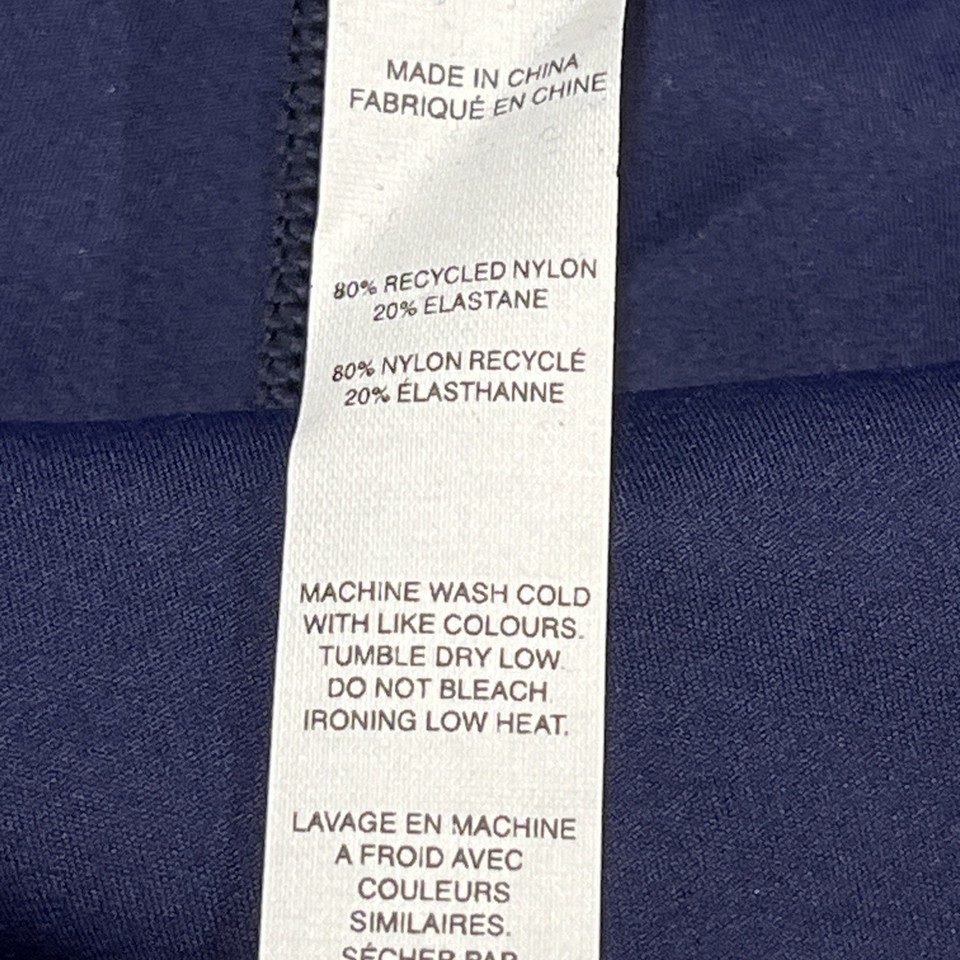 MADE IN CHINA
FABRIQUÉ EN CHINE
80% RECYCLED NYLON
20% ELASTANE
80% NYLON RECYCLÉ
20% ÉLASTHANNE
MACHINE WASH COLD
WITH LIKE COLOURS.
TUMBLE DRY LOW.
DO NOT BLEACH.
IRONING LOW HEAT.
LAVAGE EN MACHINE
A FROID AVEC
COULEURS
SIMILAIRES.
SÉCHER PAR